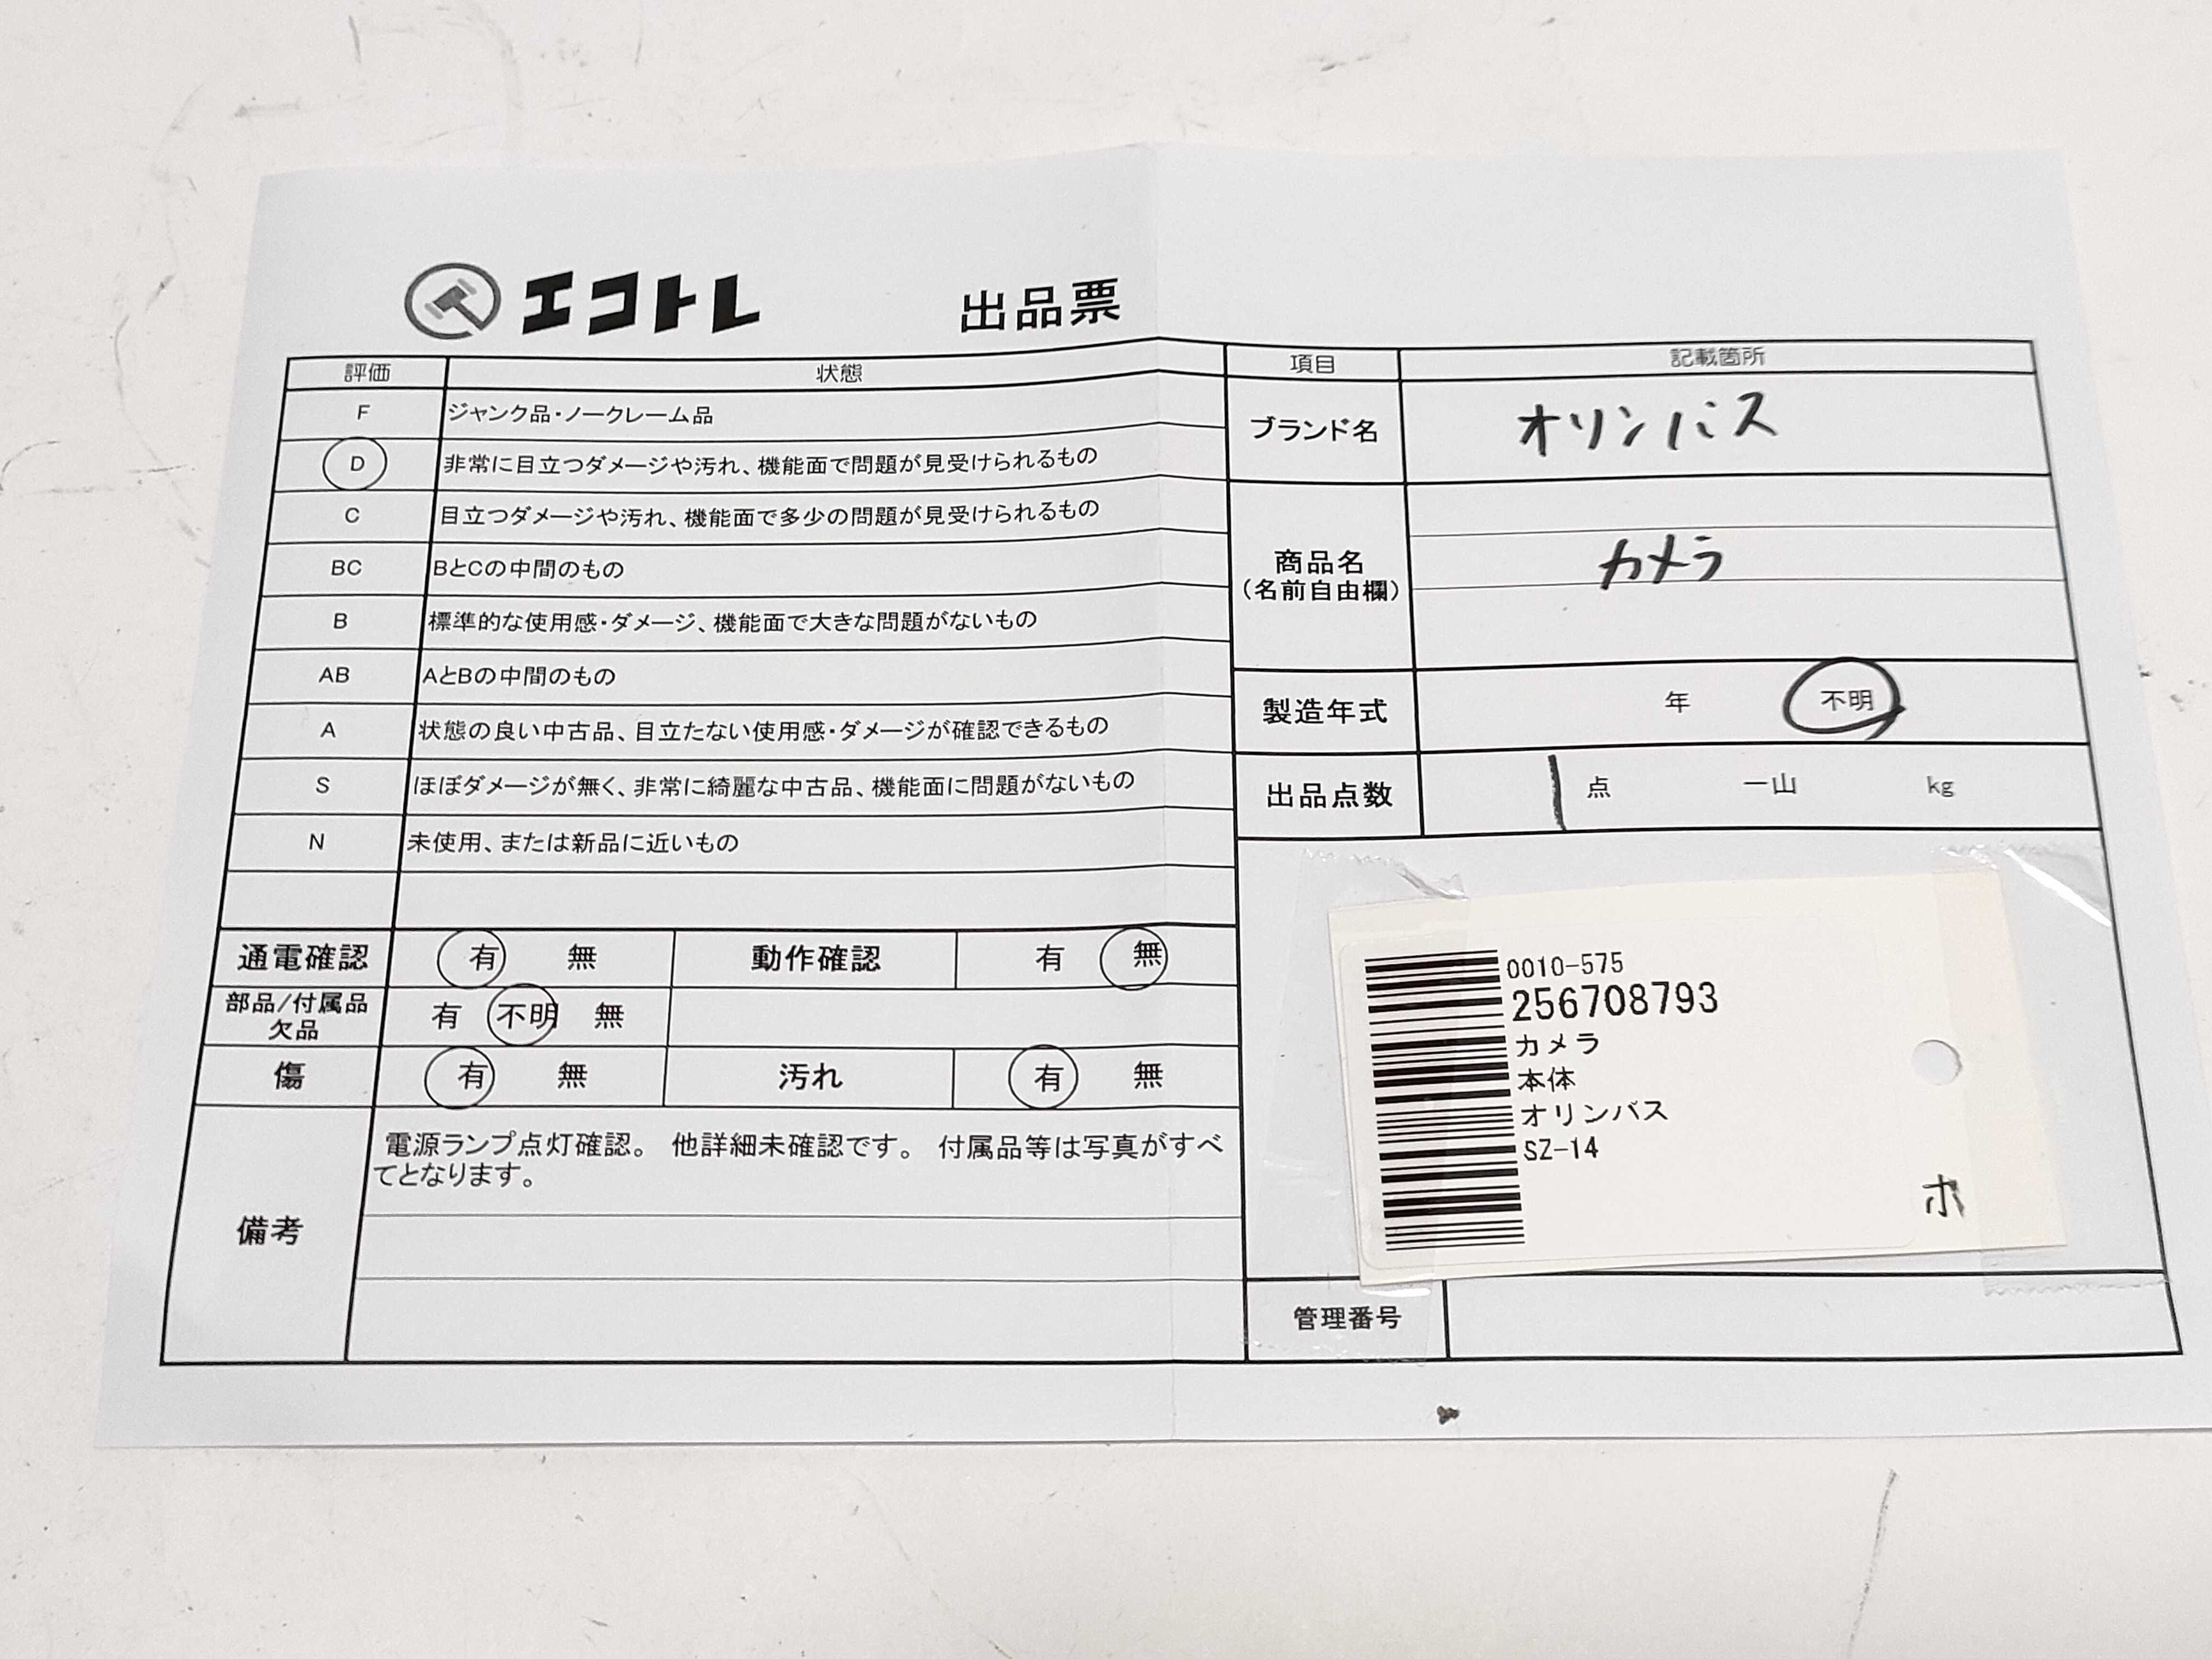 エコトレ 出品票
評価 状態
F ジャンク品・ノークレーム品
D 非常に目立つダメージや汚れ、機能面で問題が見受けられるもの
C 目立つダメージや汚れ、機能面で多少の問題が見受けられるもの
BC BとCの中間のもの
B 標準的な使用感・ダメージ、機能面で大きな問題がないもの
AB AとBの中間のもの
A 状態の良い中古品、目立たない使用感・ダメージが確認できるもの
S ほぼダメージが無く、非常に綺麗な中古品、機能面に問題がないもの
N 未使用、または新品に近いもの
通電確認 有 無 動作確認 有 無
部品/付属品
欠品 有 不明 無
傷 有 無 汚れ 有 無
備考
電源ランプ点灯確認。 他詳細未確認です。 付属品等は写真がすべ
てとなります。
項目 記載箇所
ブランド名 オリンパス
商品名
(名前自由欄)
カメラ
製造年式 年 不明
出品点数 1 点 一山 kg
0010-575
256708793
カメラ
本体
オリンパス
SZ-14
ホ
管理番号